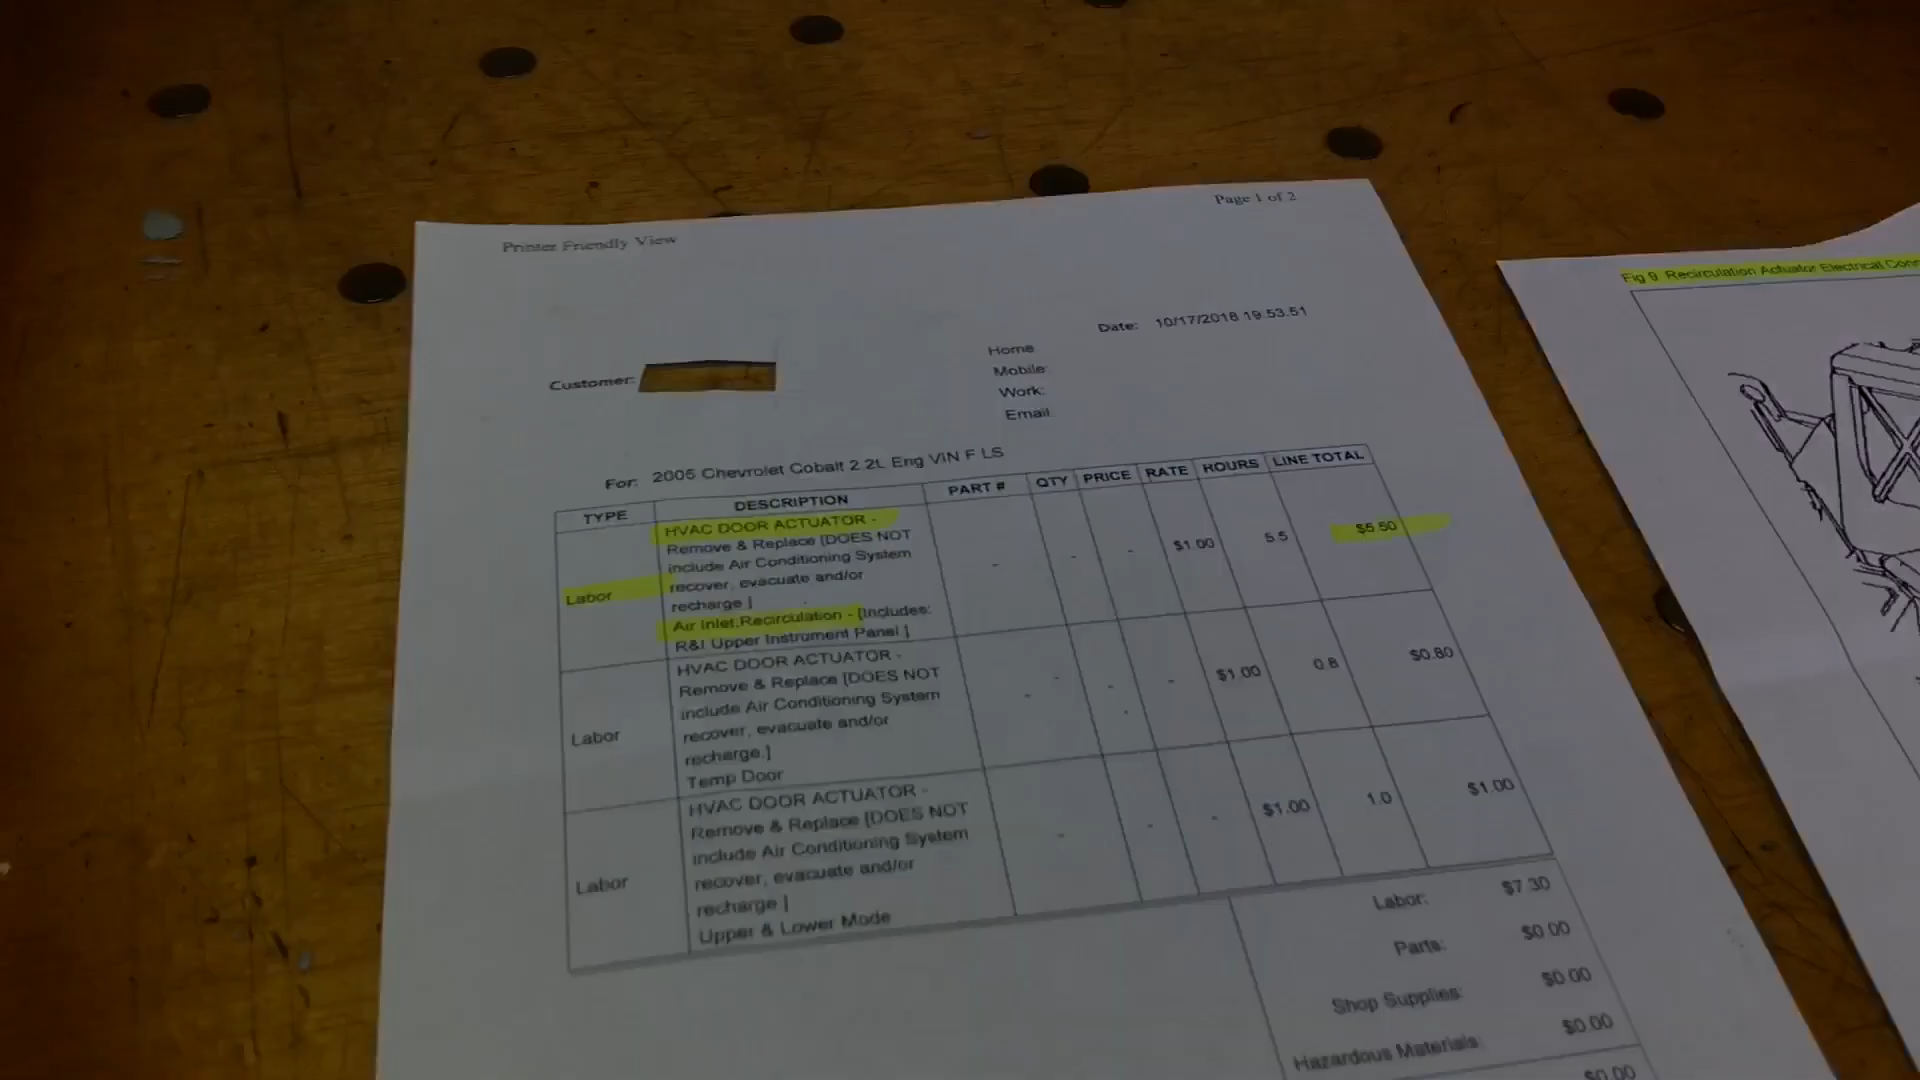 Page 1 of 2
Printer Friendly View
Date: 10/17/2018 19.53.51
Customer:
Home
Mobile:
Work:
Email
For: 2005 Chevrolet Cobalt 2.2L Eng VIN F LS
TYPE DESCRIPTION PART # QTY PRICE RATE HOURS LINE TOTAL
Labor
HVAC DOOR ACTUATOR -
Remove & Replace [DOES NOT
include Air Conditioning System
recover, evacuate and/or
recharge ]
Air Inlet,Recirculation - [Includes:
R&I Upper Instrument Panel ]
- - - $1.00 5.5 $5.50
Labor
HVAC DOOR ACTUATOR -
Remove & Replace [DOES NOT
include Air Conditioning System
recover, evacuate and/or
recharge.]
Temp Door
- - - $1.00 0.8 $0.80
Labor
HVAC DOOR ACTUATOR -
Remove & Replace [DOES NOT
include Air Conditioning System
recover, evacuate and/or
recharge ]
Upper & Lower Mode
- - - $1.00 1.0 $1.00
Labor: $7.30
Parts: $0.00
Shop Supplies: $0.00
Hazardous Materials: $0.00
$0.00
Fig 9 Recirculation Actuator Electrical